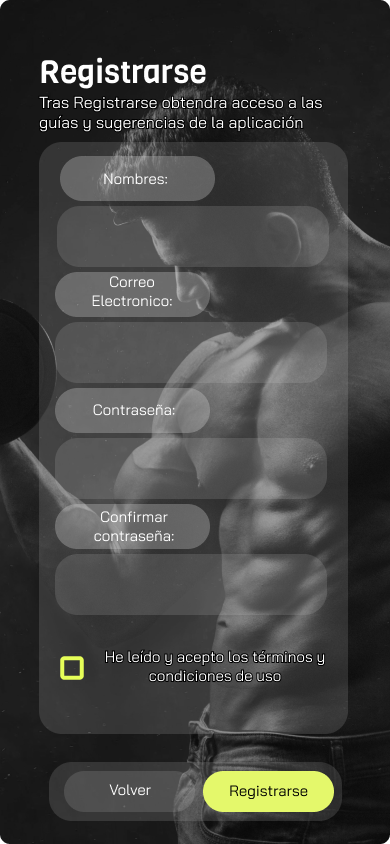 Registrarse
Tras Registrarse obtendra acceso a las
guías y sugerencias de la aplicación
Nombres:
Correo
Electronico:
Contraseña:
Confirmar
contraseña:
He leído y acepto los términos y
condiciones de uso
Volver
Registrarse